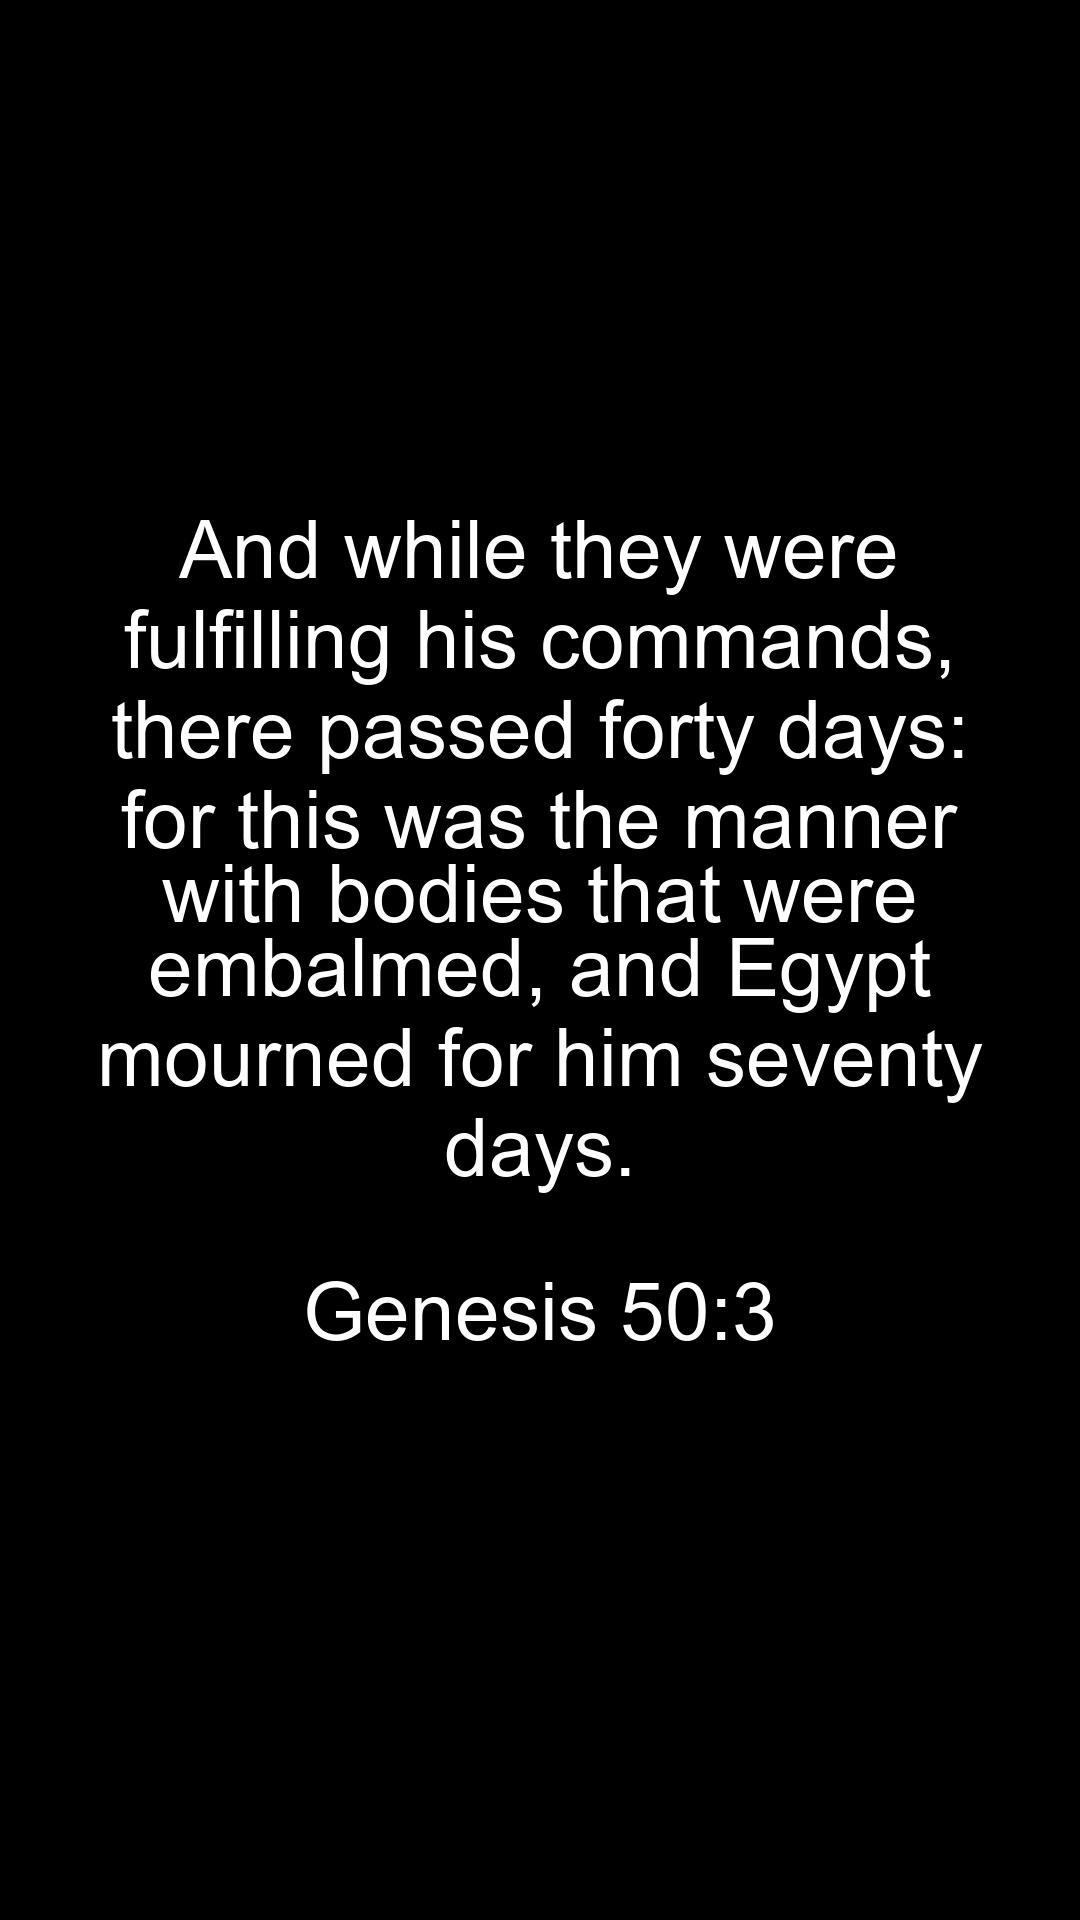 And while they were
fulfilling his commands,
there passed forty days:
for this was the manner
with bodies that were
embalmed, and Egypt
mourned for him seventy
days.
Genesis 50:3